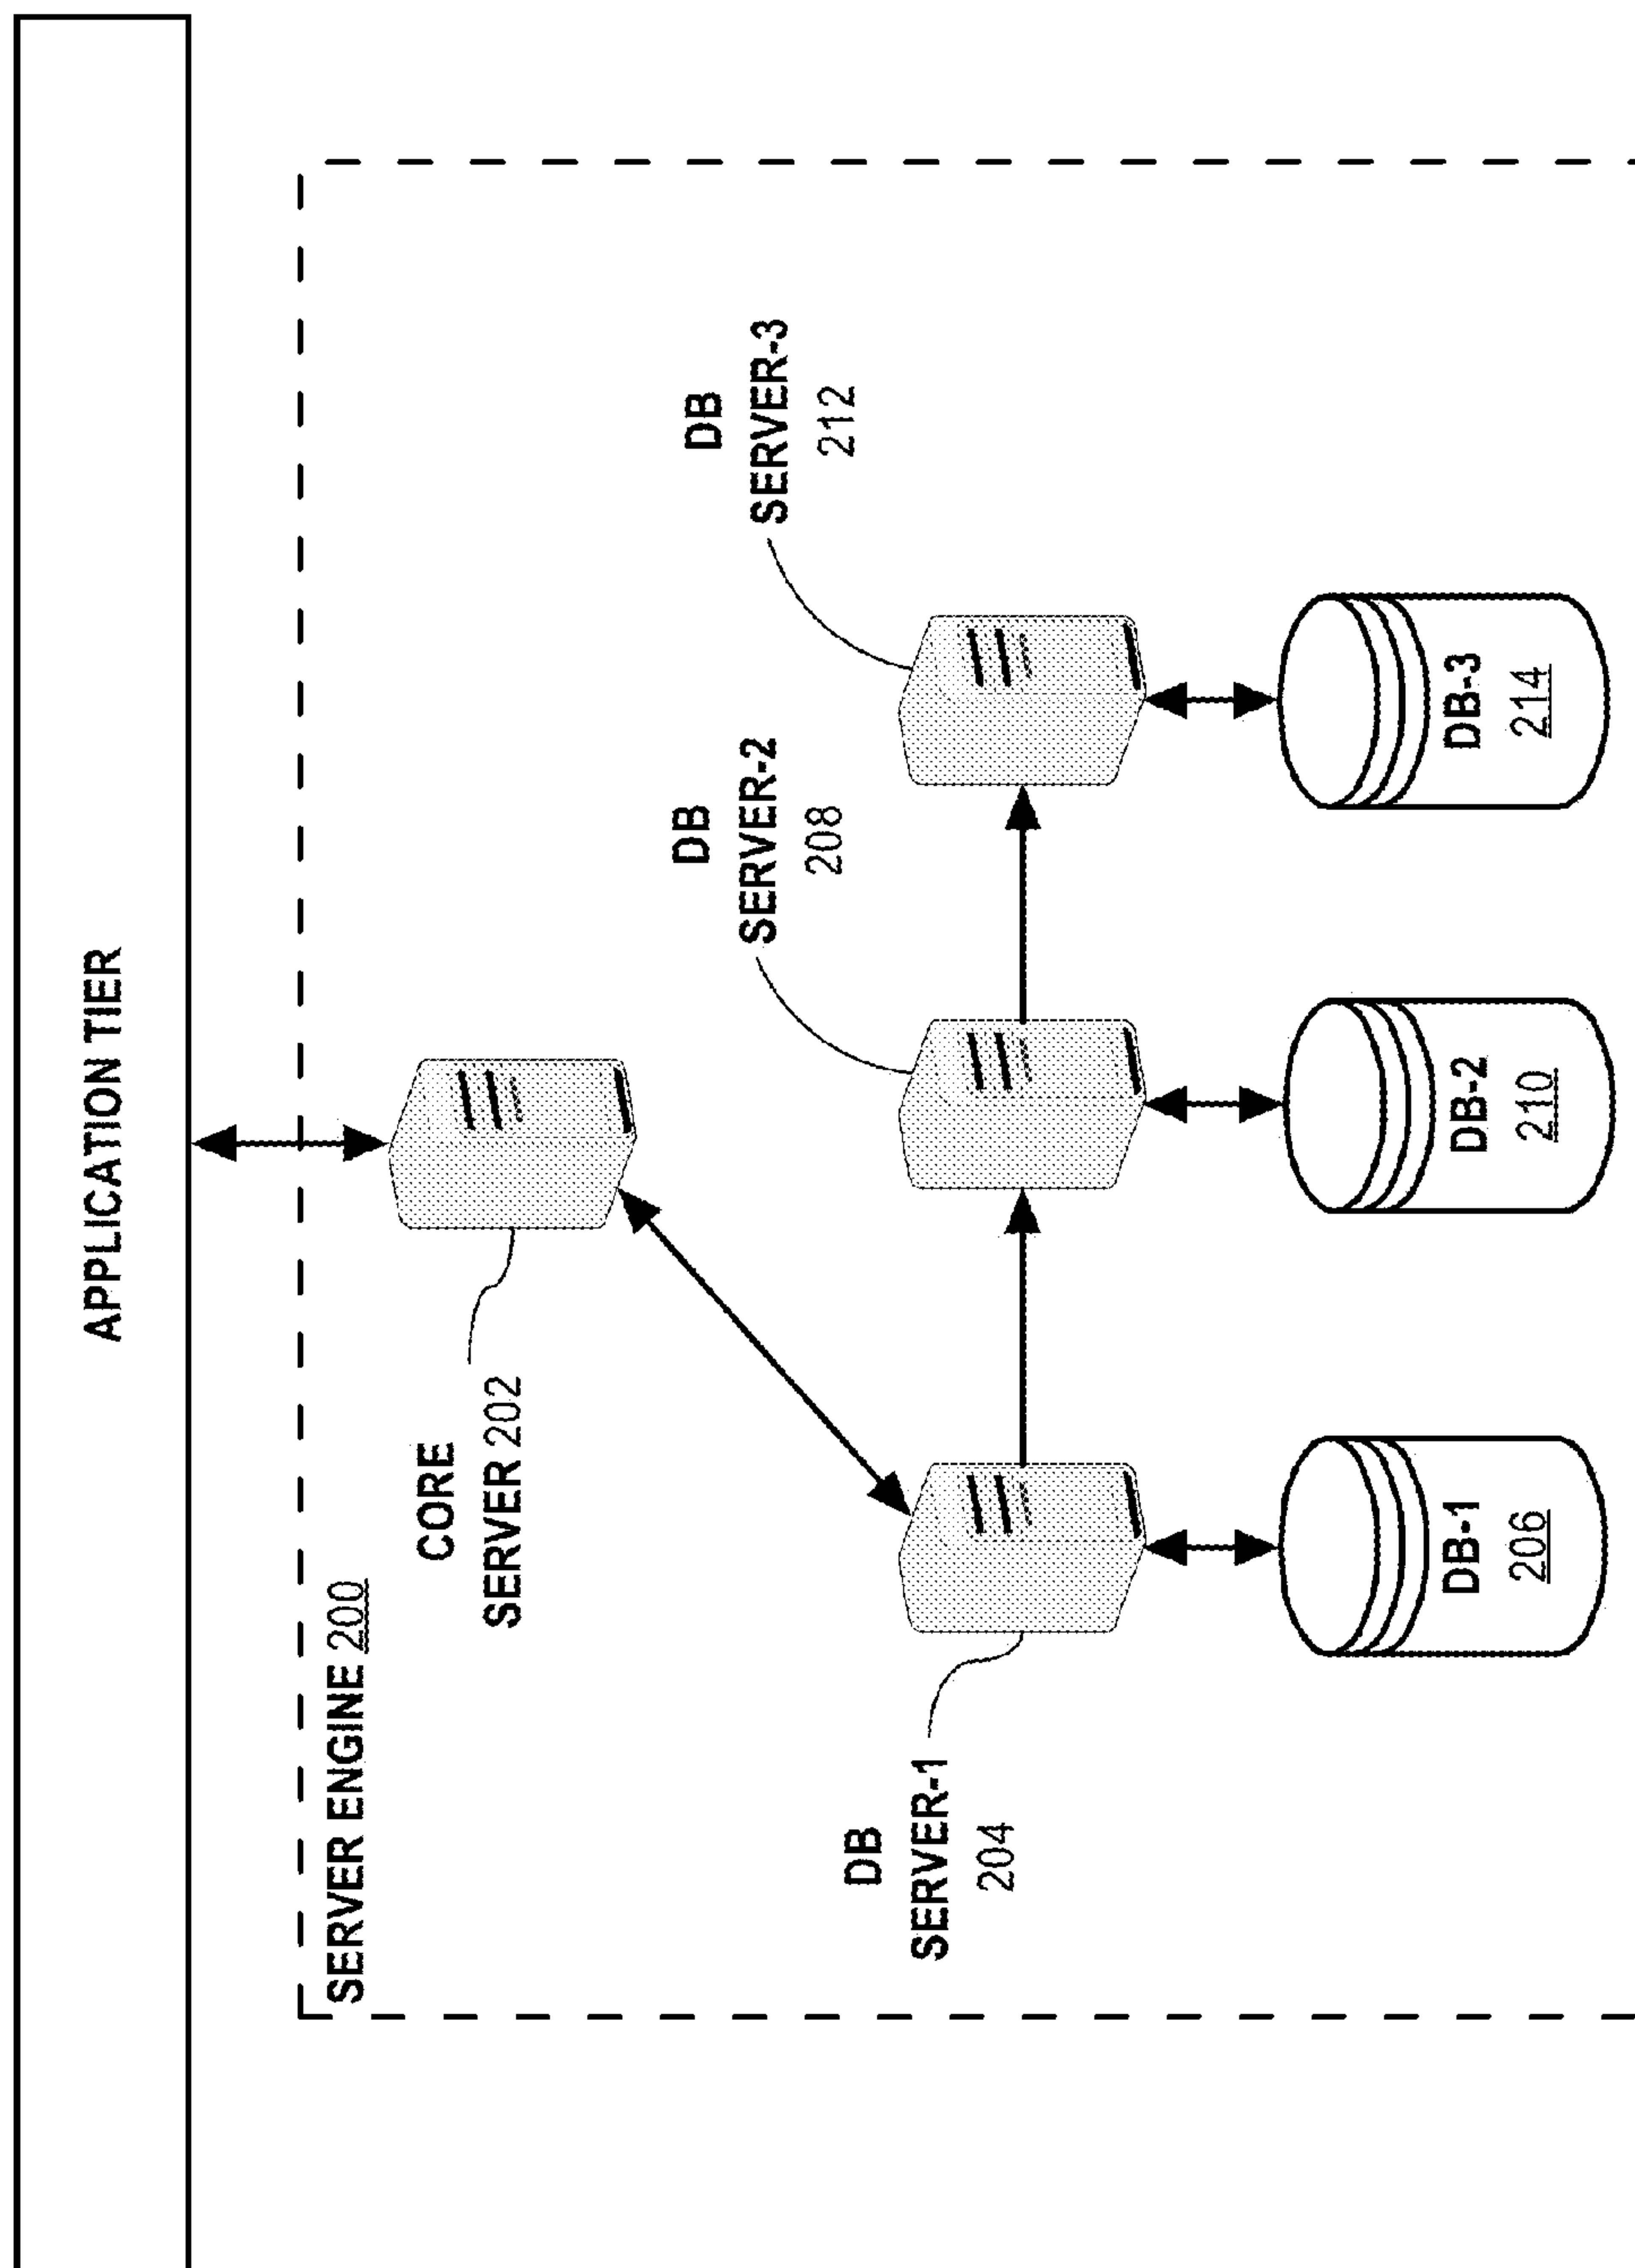 APPLICATION TIER
SERVER ENGINE 200
CORE
SERVER 202
DB
SERVER-1
204
DB
SERVER-2
208
DB
SERVER-3
212
DB-1
206
DB-2
210
DB-3
214